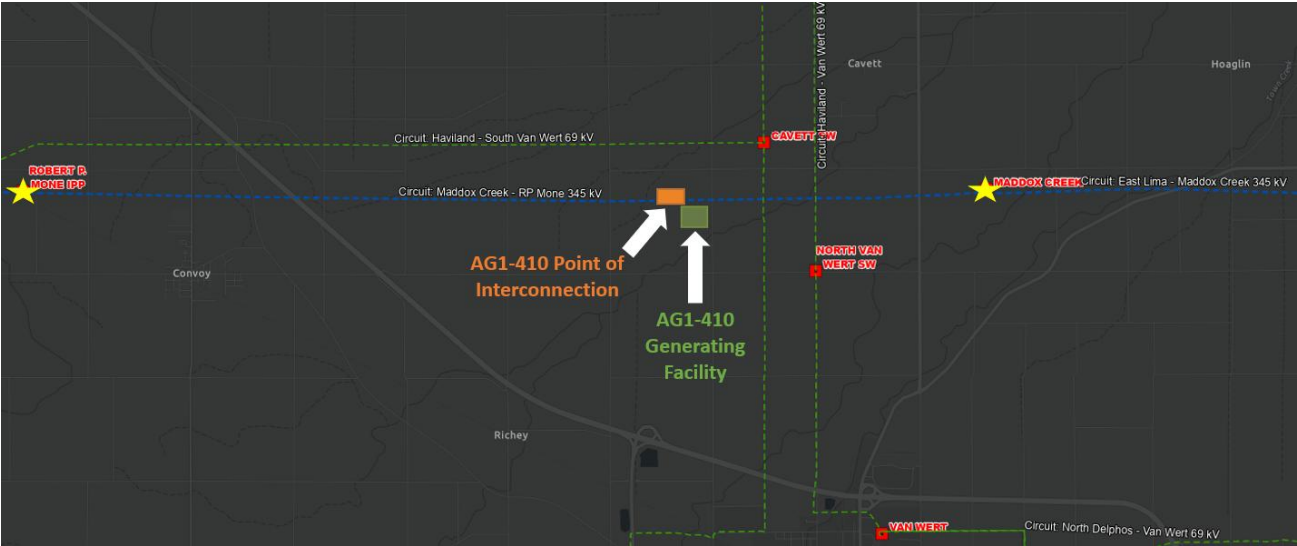 Circuit: Haviland - Van Wert 69 kV
Cavett
Hoaglin
Town Creek
Circuit: Haviland - South Van Wert 69 kV
CAVETT SW
ROBERT P.
MONE IPP
Circuit: Maddox Creek - RP Mone 345 kV
MADDOX CREEK
Circuit: East Lima - Maddox Creek 345 kV
NORTH VAN
WERT SW
Convoy
AG1-410 Point of
Interconnection
AG1-410
Generating
Facility
Richey
VAN WERT
Circuit: North Delphos - Van Wert 69 kV